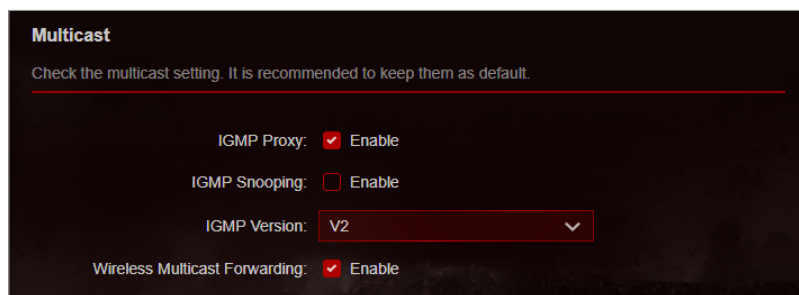 Multicast
Check the multicast setting. It is recommended to keep them as default.
IGMP Proxy: Enable
IGMP Snooping: Enable
IGMP Version: V2
Wireless Multicast Forwarding: Enable